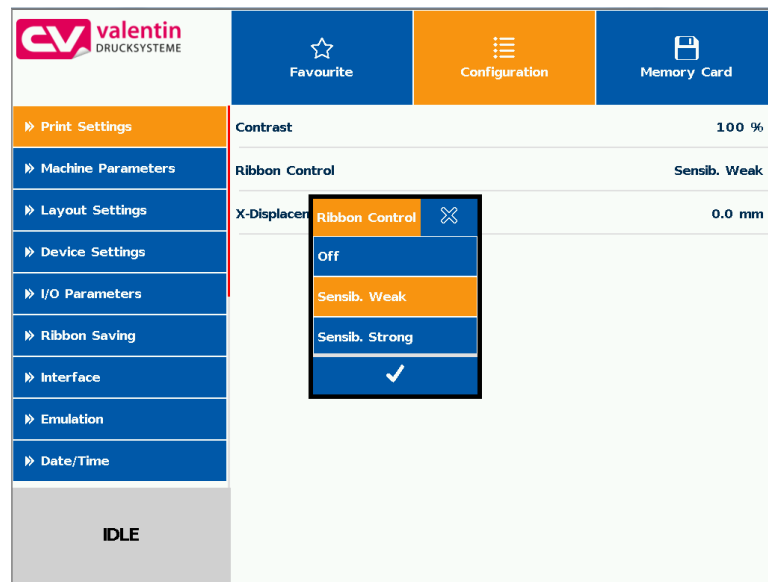 CV valentin
DRUCKSYSTEME
Favourite
Configuration
Memory Card
Print Settings
Machine Parameters
Layout Settings
Device Settings
I/O Parameters
Ribbon Saving
Interface
Emulation
Date/Time
IDLE
Contrast 100 %
Ribbon Control Sensib. Weak
X-Displacen 0.0 mm
Ribbon Control
Off
Sensib. Weak
Sensib. Strong